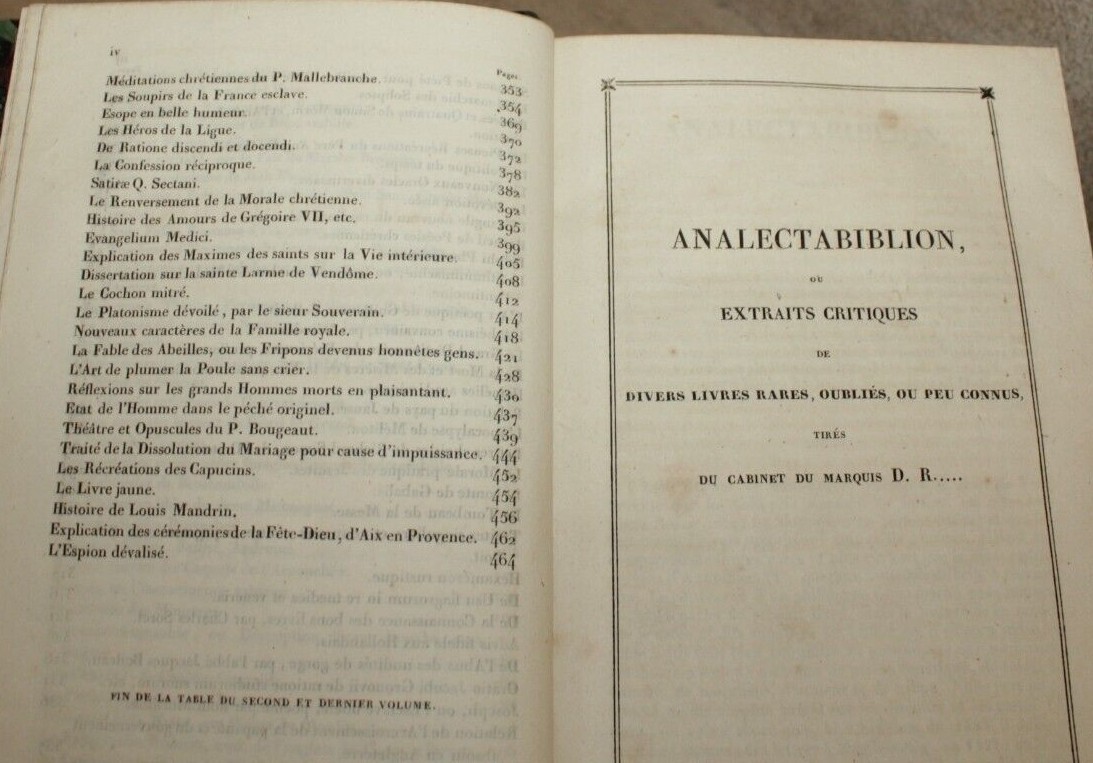 iv
Pages.
Méditations chrétiennes du P. Mallebranche. 353
Les Soupirs de la France esclave. 354
Esope en belle humeur. 369
Les Héros de la Ligue. 370
De Ratione discendi et docendi. 372
La Confession réciproque. 378
Satiræ Q. Sectani. 382
Le Renversement de la Morale chrétienne. 392
Histoire des Amours de Grégoire VII, etc. 395
Evangelium Medici. 399
Explication des Maximes des saints sur la Vie intérieure. 405
Dissertation sur la sainte Larme de Vendôme. 408
Le Cochon mitré. 412
Le Platonisme dévoilé, par le sieur Souverain. 414
Nouveaux caractères de la Famille royale. 418
La Fable des Abeilles, ou les Fripons devenus honnêtes gens. 421
L'Art de plumer la Poule sans crier. 428
Réflexions sur les grands Hommes morts en plaisantant. 430
Etat de l'Homme dans le péché originel. 437
Théâtre et Opuscules du P. Bougeaut. 439
Traité de la Dissolution du Mariage pour cause d'impuissance. 444
Les Récréations des Capucins. 452
Le Livre jaune. 454
Histoire de Louis Mandrin. 456
Explication des cérémonies de la Fête-Dieu, d'Aix en Provence. 462
L'Espion dévalisé. 464
FIN DE LA TABLE DU SECOND ET DERNIER VOLUME.
ANALECTABIBLION,
OU
EXTRAITS CRITIQUES
DE
DIVERS LIVRES RARES, OUBLIÉS, OU PEU CONNUS,
TIRÉS
DU CABINET DU MARQUIS D. R.....